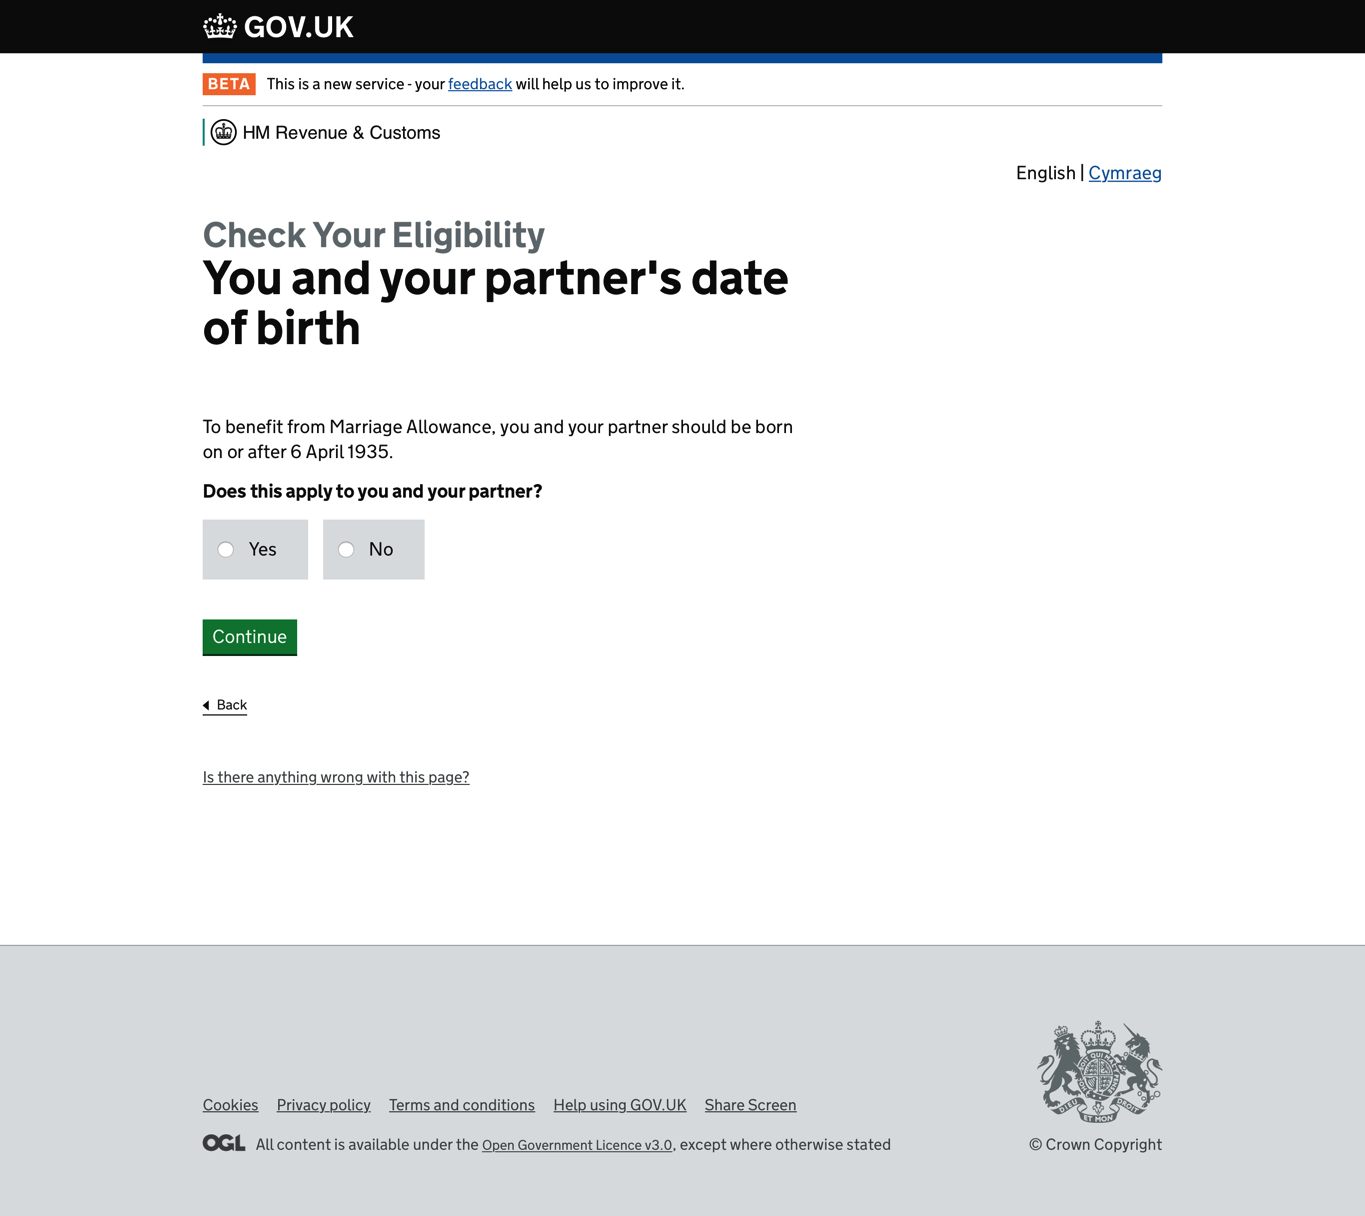 GOV.UK
BETA This is a new service - your feedback will help us to improve it.
HM Revenue & Customs
English | Cymraeg
Check Your Eligibility
You and your partner's date
of birth
To benefit from Marriage Allowance, you and your partner should be born
on or after 6 April 1935.
Does this apply to you and your partner?
Yes No
Continue
Back
Is there anything wrong with this page?
Cookies Privacy policy Terms and conditions Help using GOV.UK Share Screen
DIEU ET MON DROIT
OGL All content is available under the Open Government Licence v3.0, except where otherwise stated
© Crown Copyright